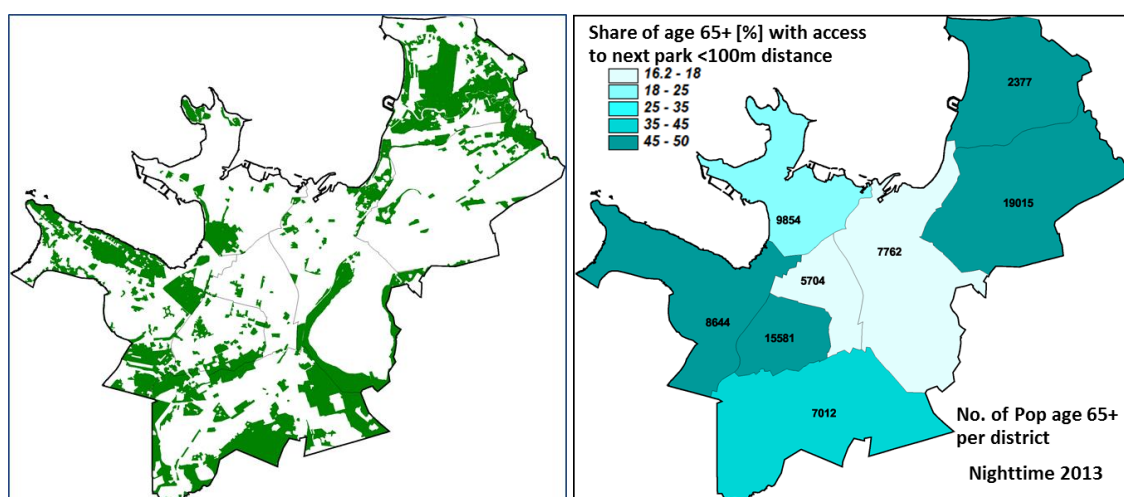 Share of age 65+ [%] with access
to next park <100m distance
16.2 - 18
18 - 25
25 - 35
35 - 45
45 - 50
2377
19015
9854
7762
5704
8644
15581
7012
No. of Pop age 65+
per district
Nighttime 2013